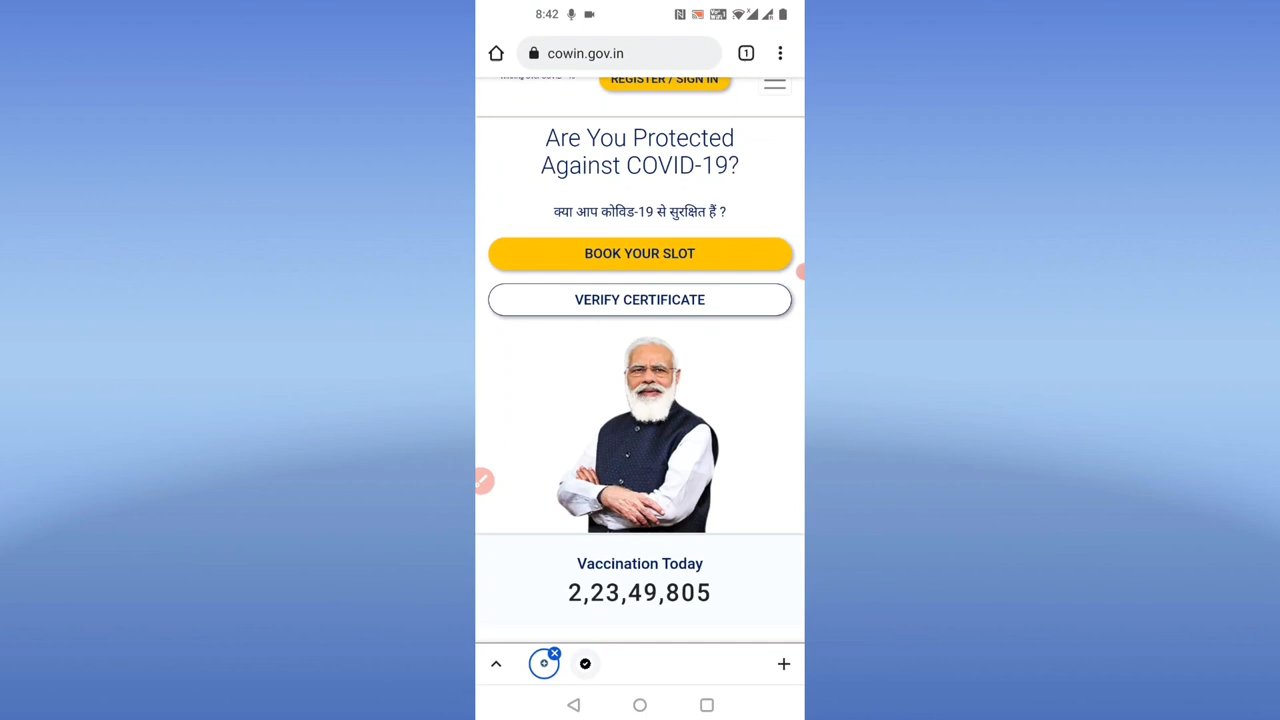 8:42
cowin.gov.in
1
REGISTER / SIGN IN
Are You Protected
Against COVID-19?
क्या आप कोविड-19 से सुरक्षित हैं ?
BOOK YOUR SLOT
VERIFY CERTIFICATE
Vaccination Today
2,23,49,805